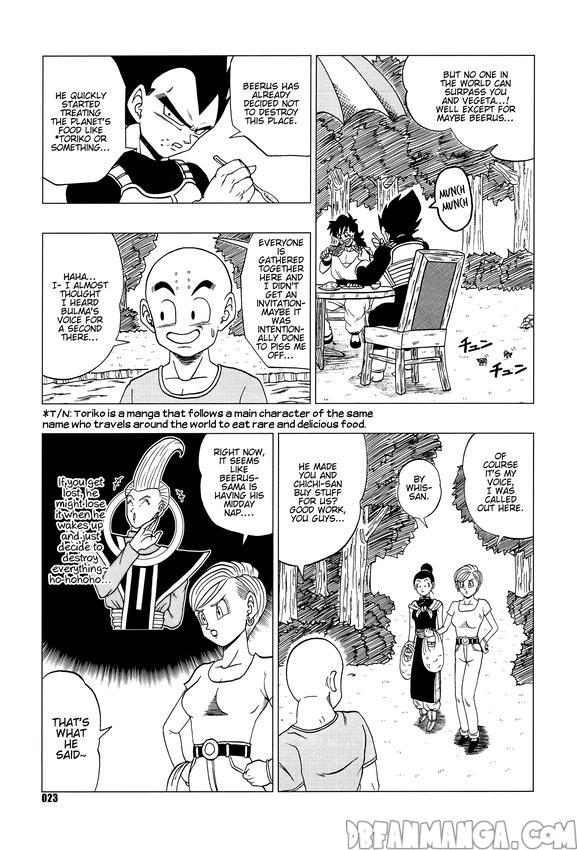 BUT NO ONE IN
THE WORLD CAN
SURPASS YOU
AND VEGETA...!
WELL EXCEPT FOR
MAYBE BEERUS...
MUNCH
MUNCH
チュン
チュン
BEERUS HAS
ALREADY
DECIDED NOT
TO DESTROY
THIS PLACE.
HE QUICKLY
STARTED
TREATING
THE PLANET'S
FOOD LIKE
*TORIKO OR
SOMETHING...
EVERYONE
IS
GATHERED
TOGETHER
HERE AND
I DIDN'T
GET AN
INVITATION-
MAYBE IT
WAS
INTENTION-
ALLY DONE
TO PISS ME
OFF...
HAHA...
I- I ALMOST
THOUGHT
I HEARD
BULMA'S
VOICE FOR
A SECOND
THERE...
*T/N: Toriko is a manga that follows a main character of the same
name who travels around the world to eat rare and delicious food.
OF COURSE
IT'S MY
VOICE,
I WAS
CALLED
OUT HERE.
BY
WHIS-
SAN.
HE MADE
YOU AND
CHICHI-SAN
BUY STUFF
FOR US?
GOOD WORK,
YOU GUYS...
RIGHT NOW,
IT SEEMS
LIKE
BEERUS-
SAMA IS
HAVING HIS
MIDDAY
NAP....
If you get
lost, he
might lose
it when he
wakes up
and just
decide to
destroy
everything~
ho-hohoho!...
THAT'S
WHAT
HE
SAID~
023
DBFANMANGA.COM